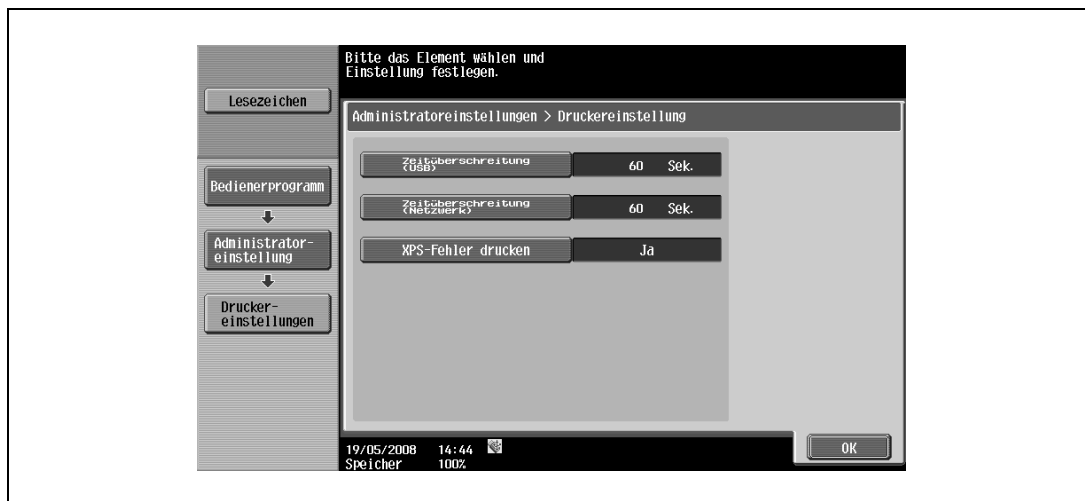 Bitte das Element wählen und
Einstellung festlegen.
Lesezeichen
Administratoreinstellungen > Druckereinstellung
Zeitüberschreitung
(USB)
60 Sek.
Bedienerprogramm
Zeitüberschreitung
(Netzwerk)
60 Sek.
Administrator-
einstellung
XPS-Fehler drucken
Ja
Drucker-
einstellungen
19/05/2008 14:44
Speicher 100%
OK